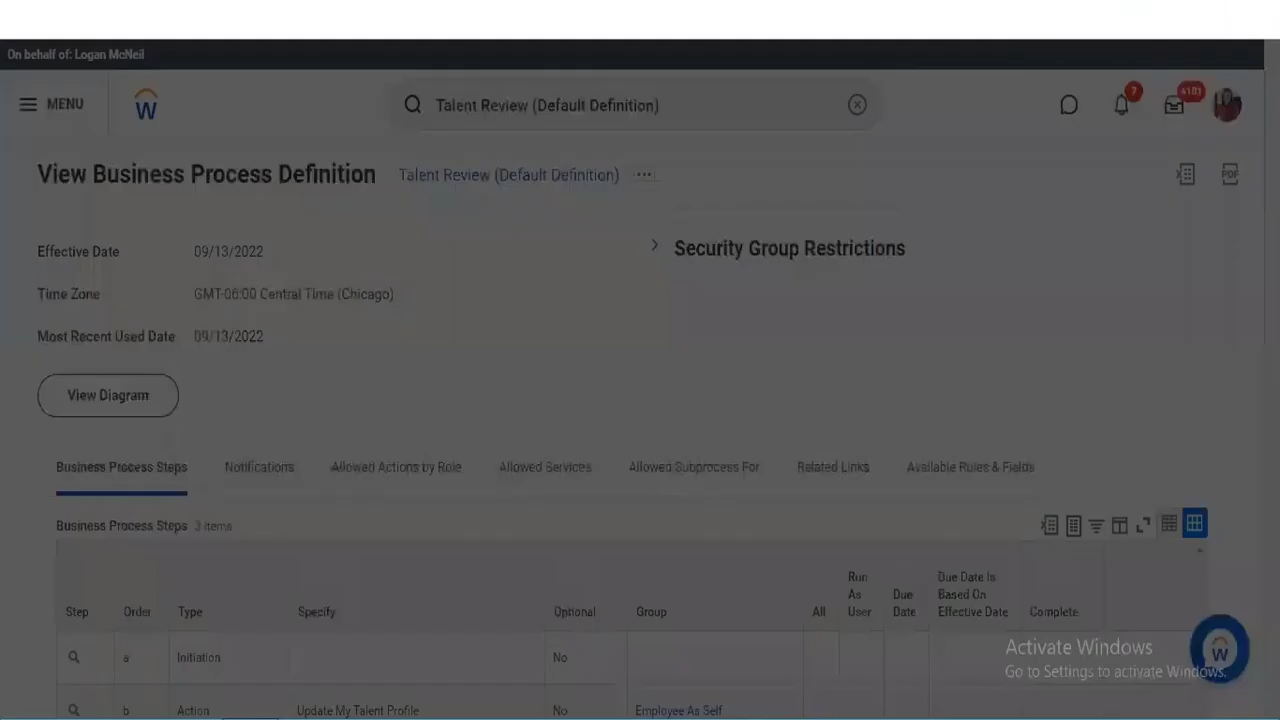 On behalf of: Logan McNeil
MENU
Talent Review (Default Definition)
7
4181
View Business Process Definition Talent Review (Default Definition)
PDF
Effective Date 09/13/2022
Security Group Restrictions
Time Zone GMT-06:00 Central Time (Chicago)
Most Recent Used Date 09/13/2022
View Diagram
Business Process Steps Notifications Allowed Actions by Role Allowed Services Allowed Subprocess For Related Links Available Rules & Fields
Business Process Steps 3 items
Step Order Type Specify Optional Group All Run As User Due Date Due Date Is Based On Effective Date Complete
a Initiation No
b Action Update My Talent Profile No Employee As Self
Activate Windows
Go to Settings to activate Windows.